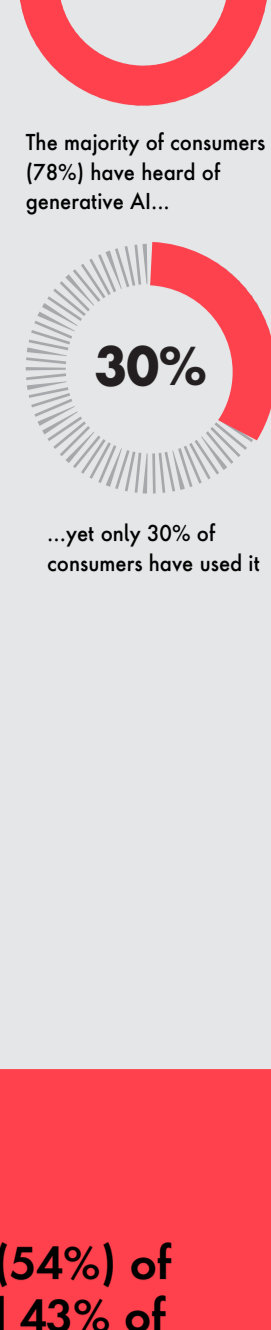 The majority of consumers
(78%) have heard of
generative AI...
30%
...yet only 30% of
consumers have used it
(54%) of
43% of